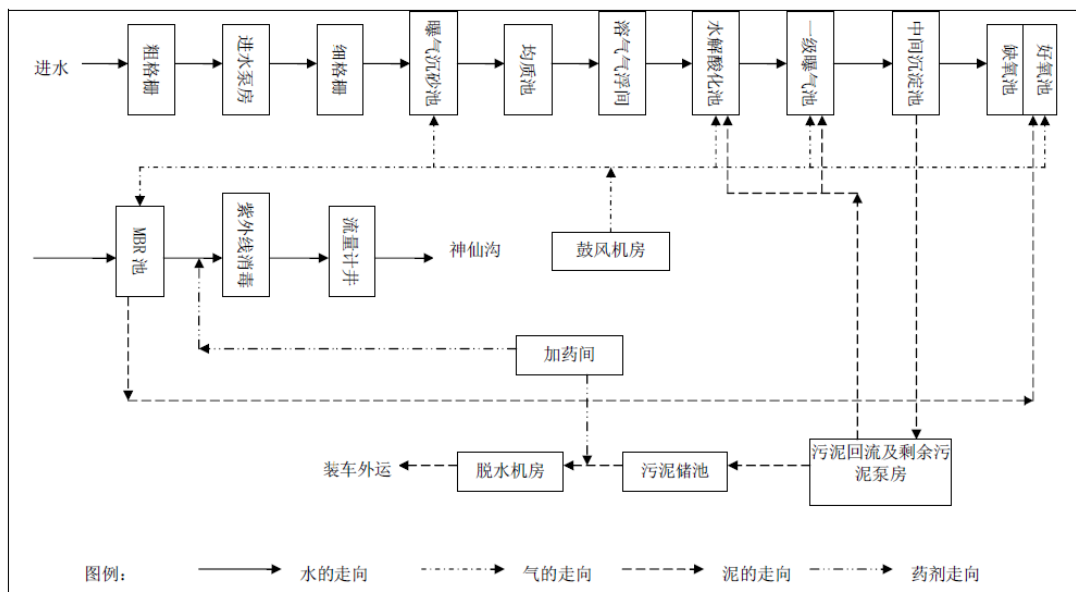 进水
粗格栅
进水泵房
细格栅
曝气沉砂池
均质池
溶气气浮间
水解酸化池
一级曝气池
中间沉淀池
缺氧池
好氧池
MBR 池
紫外线消毒
流量计井
神仙沟
鼓风机房
加药间
装车外运
脱水机房
污泥储池
污泥回流及剩余污
泥泵房
图例：
水的走向
气的走向
泥的走向
药剂走向